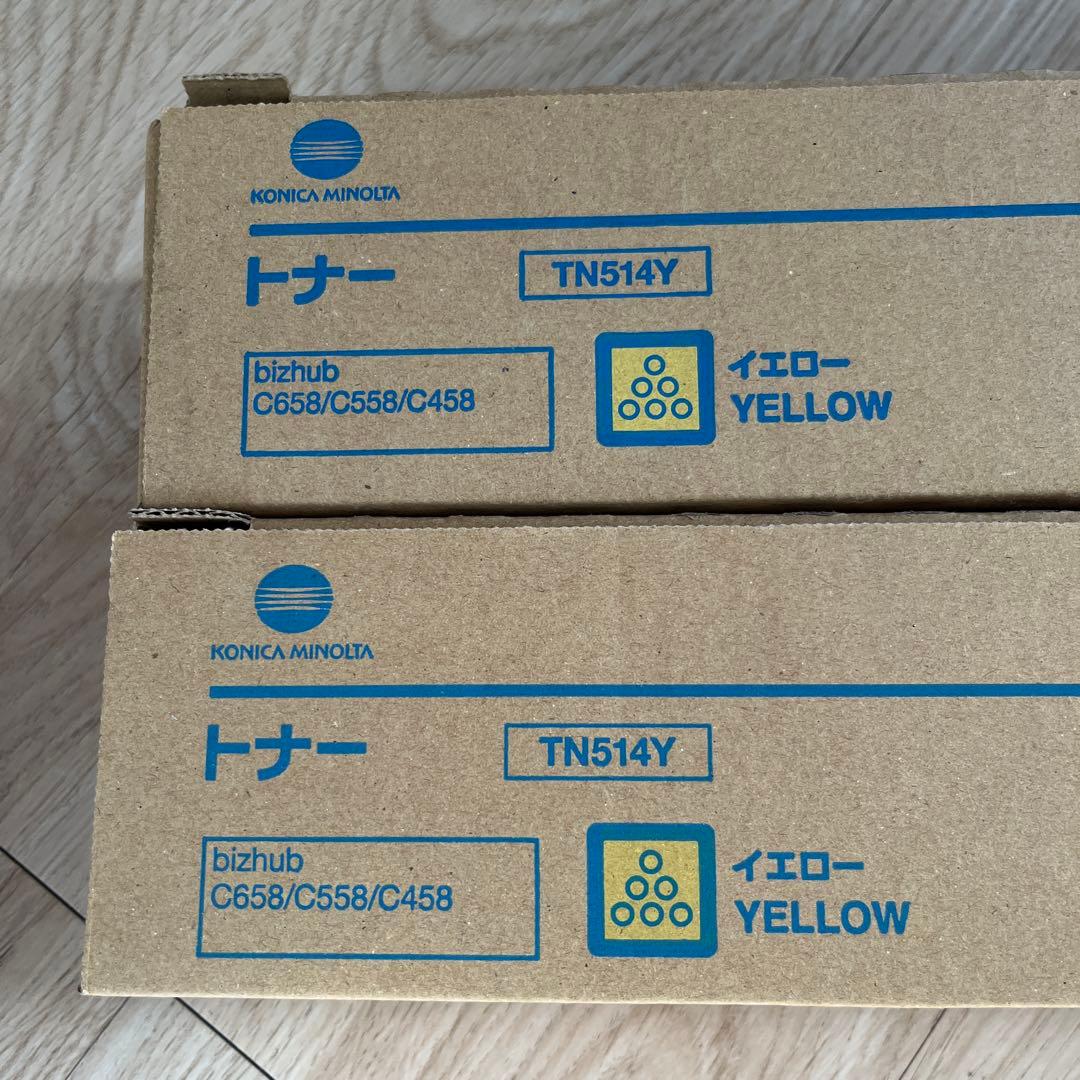 KONICA MINOLTA
トナー
TN514Y
bizhub
C658/C558/C458
イエロー
YELLOW
KONICA MINOLTA
トナー
TN514Y
bizhub
C658/C558/C458
イエロー
YELLOW